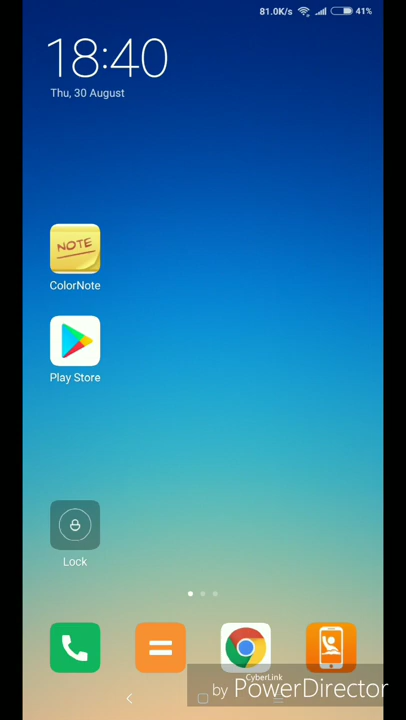 81.0K/s 41%
18:40
Thu, 30 August
NOTE
ColorNote
Play Store
Lock
CyberLink
by PowerDirector